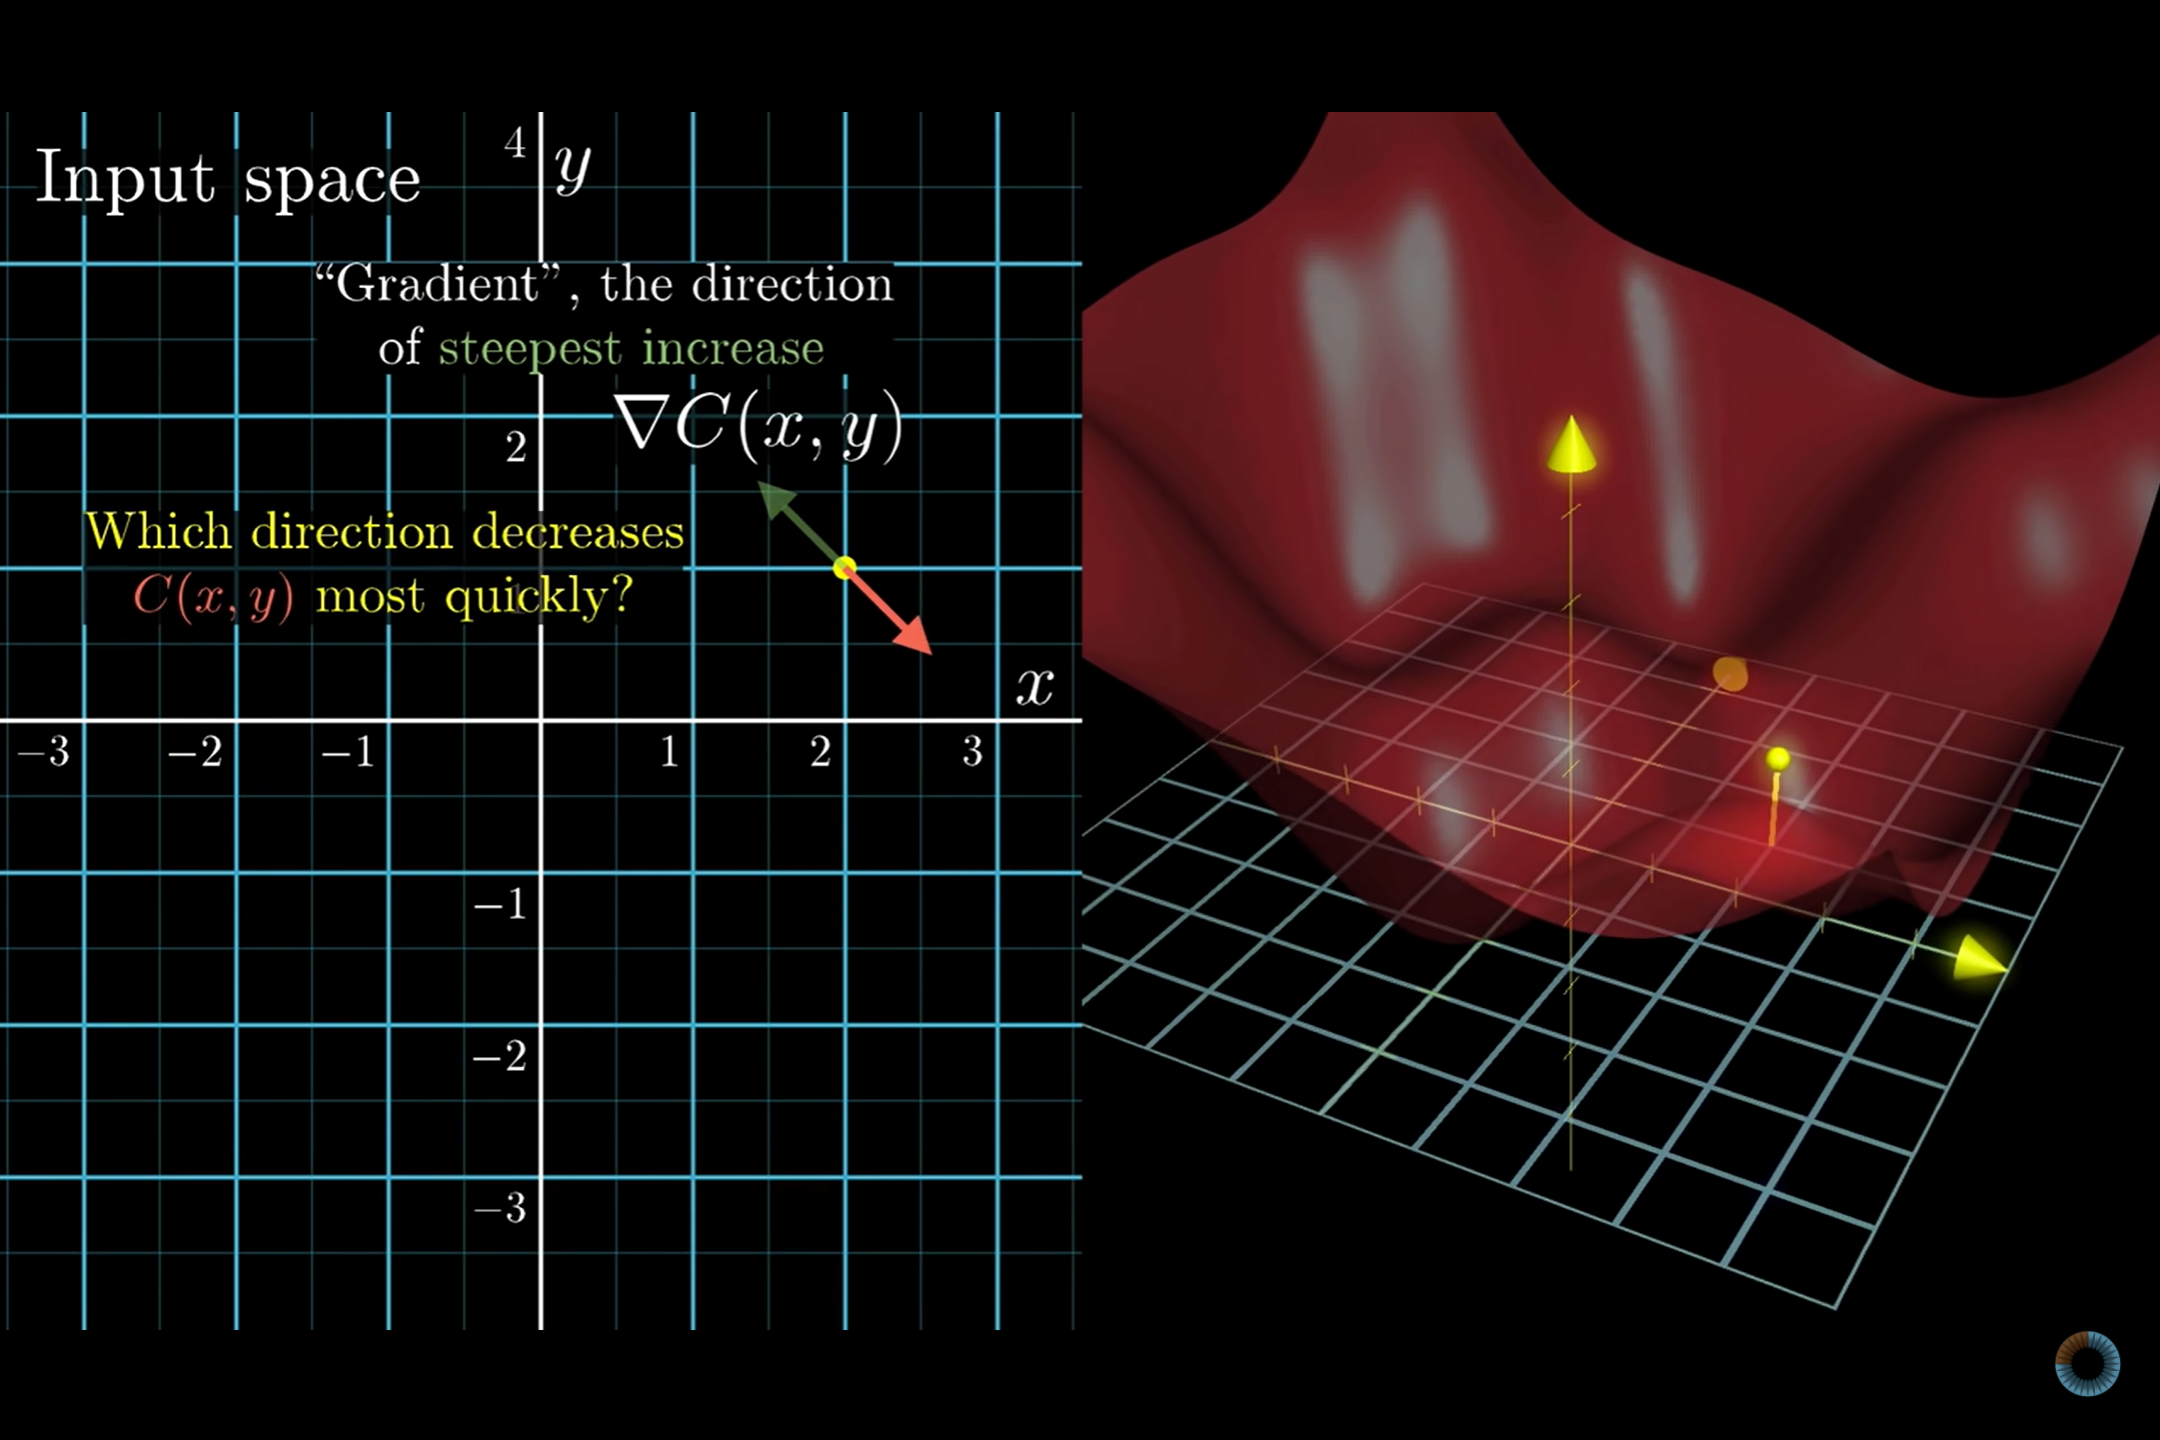 Input space
4
y
“Gradient”, the direction
of steepest increase
∇C(x, y)
2
Which direction decreases
C(x, y) most quickly?
1
x
−3 −2 −1 1 2 3
−1
−2
−3